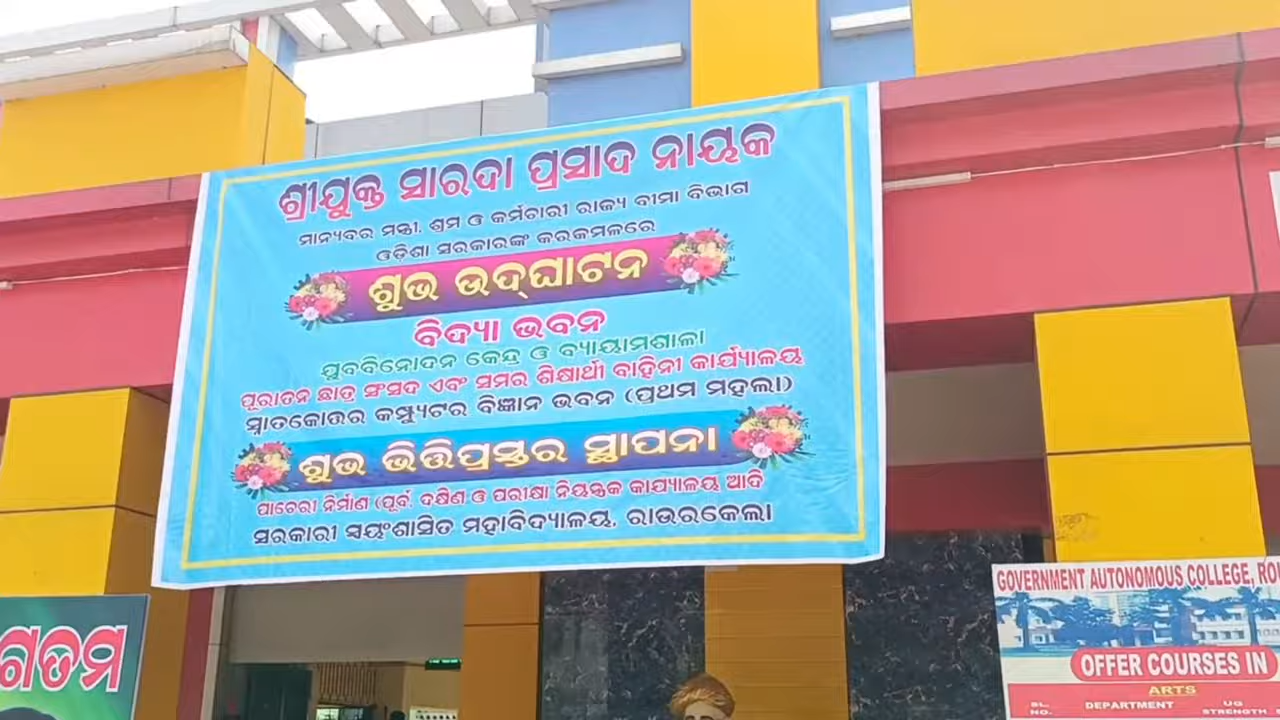 ଶ୍ରୀଯୁକ୍ତ ସାରଦା ପ୍ରସାଦ ନାୟକ
ମାନ୍ୟବର ମନ୍ତ୍ରୀ, ଶ୍ରମ ଓ କର୍ମଚାରୀ ରାଜ୍ୟ ବୀମା ବିଭାଗ
ଓଡ଼ିଶା ସରକାରଙ୍କ କରକମଳରେ
ଶୁଭ ଉଦ୍‌ଘାଟନ
ବିଦ୍ୟା ଭବନ
ଯୁବବିନୋଦନ କେନ୍ଦ୍ର ଓ ବ୍ୟାୟାମଶାଳା
ପୁରାତନ ଛାତ୍ର ସଂସଦ ଏବଂ ସମର ଶିକ୍ଷାର୍ଥୀ ବାହିନୀ କାର୍ଯ୍ୟାଳୟ
ସ୍ନାତକୋତ୍ତର କମ୍ପ୍ୟୁଟର ବିଜ୍ଞାନ ଭବନ (ପ୍ରଥମ ମହଲା)
ଶୁଭ ଭିତ୍ତିପ୍ରସ୍ତର ସ୍ଥାପନା
ପାଚେରୀ ନିର୍ମାଣ (ପୂର୍ବ, ଦକ୍ଷିଣ ଓ ପରୀକ୍ଷା ନିୟନ୍ତ୍ରକ କାଯ୍ୟାଳୟ ଆଦି
ସରକାରୀ ସ୍ୱୟଂଶାସିତ ମହାବିଦ୍ୟାଳୟ, ରାଉରକେଲା
ଗତମ
GOVERNMENT AUTONOMOUS COLLEGE, ROU
OFFER COURSES IN
ARTS
SL. NO. DEPARTMENT UG STRENGTH